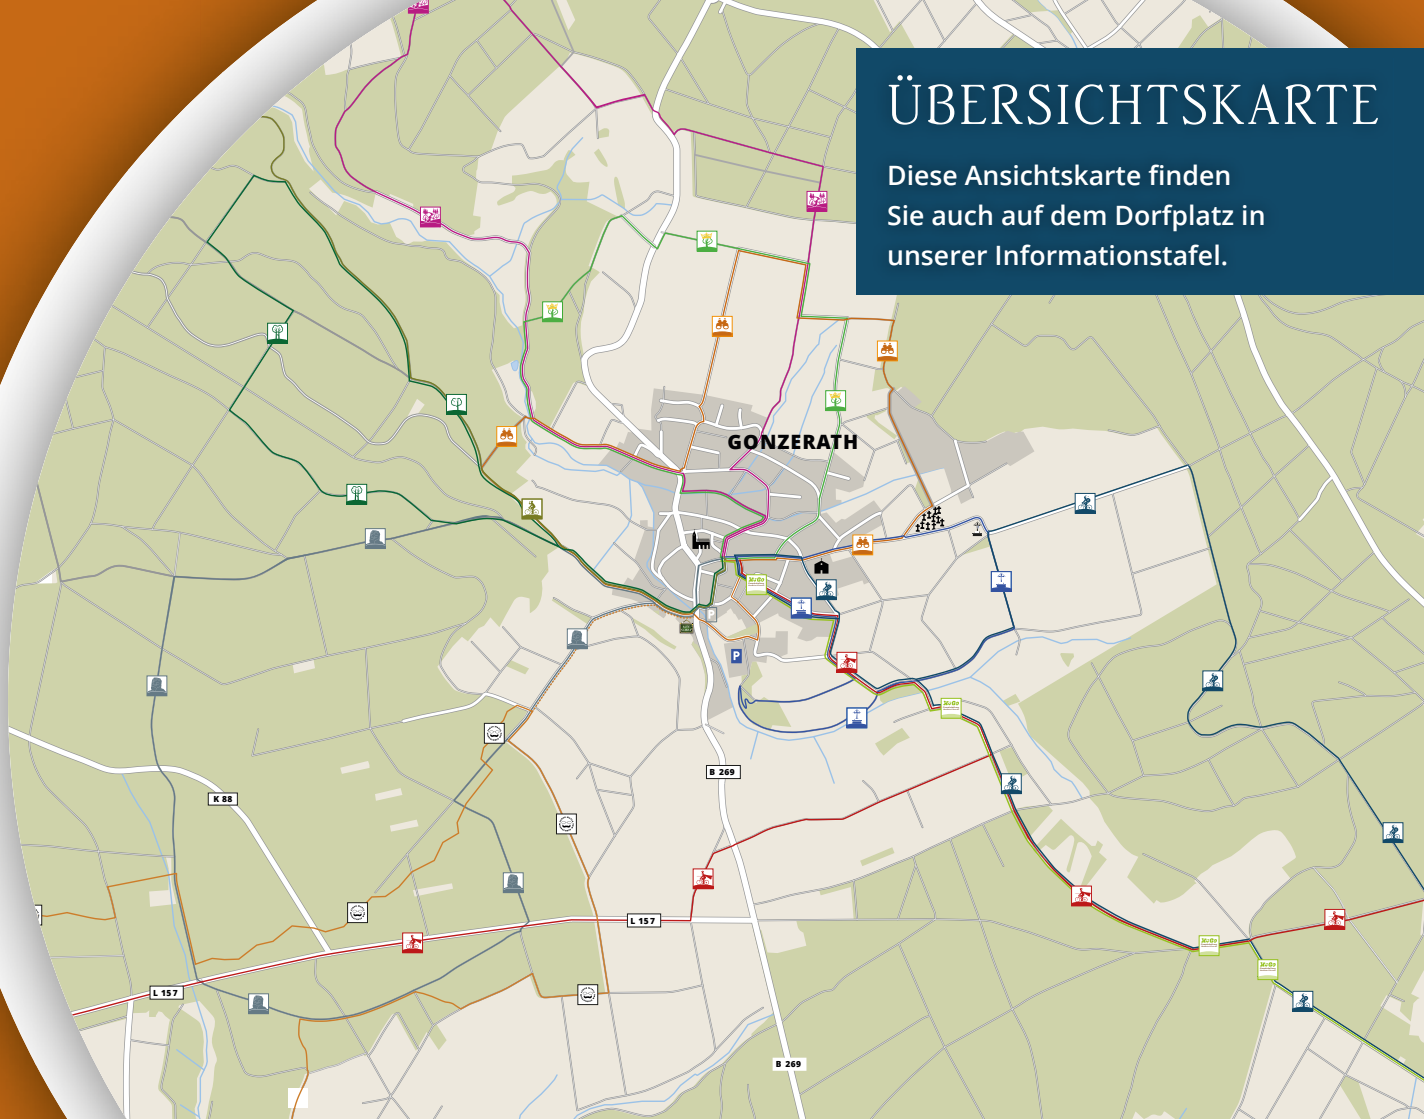 ÜBERSICHTSKARTE
Diese Ansichtskarte finden
Sie auch auf dem Dorfplatz in
unserer Informationstafel.
GONZERATH
P
P
B 269
K 88
L 157
L 157
B 269